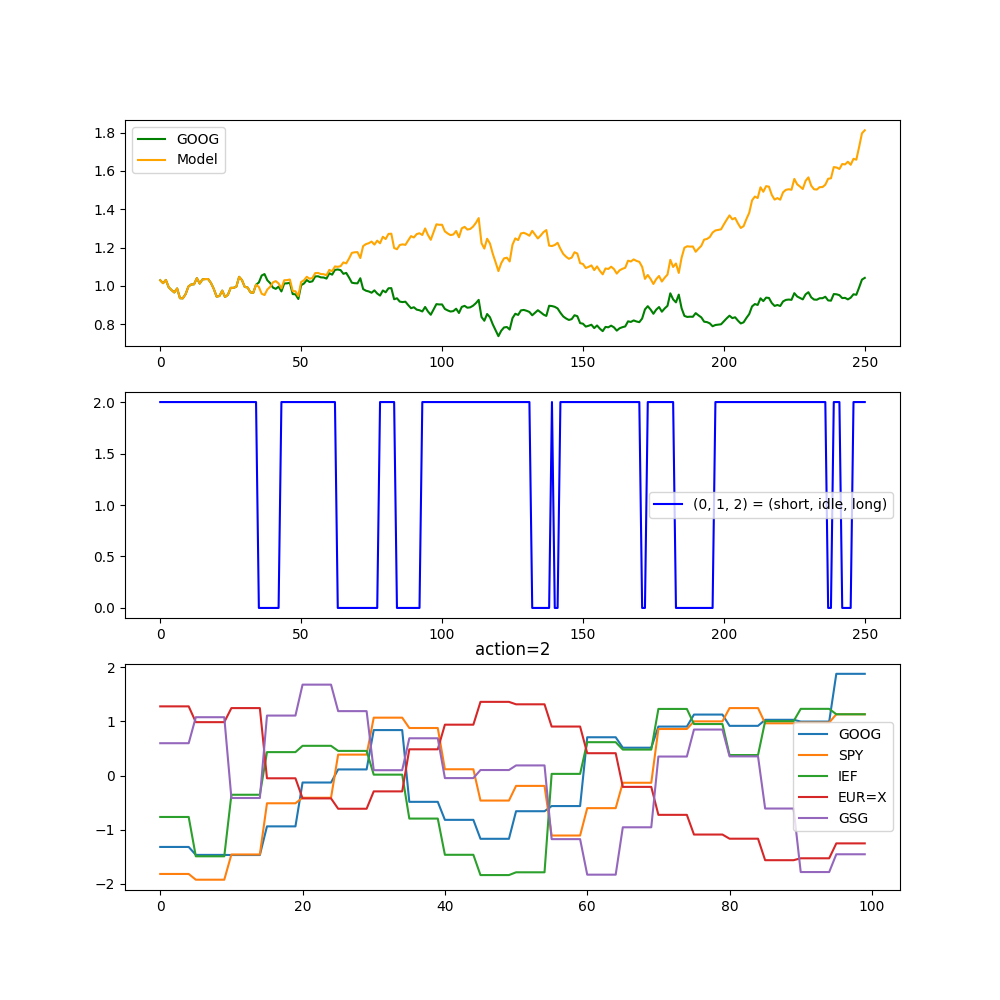 1.8
1.6
1.4
1.2
1.0
0.8
GOOG
Model
0 50 100 150 200 250
2.0
1.5
1.0
0.5
0.0
(0, 1, 2) = (short, idle, long)
0 50 100 150 200 250
action=2
2
1
0
−1
−2
GOOG
SPY
IEF
EUR=X
GSG
0 20 40 60 80 100